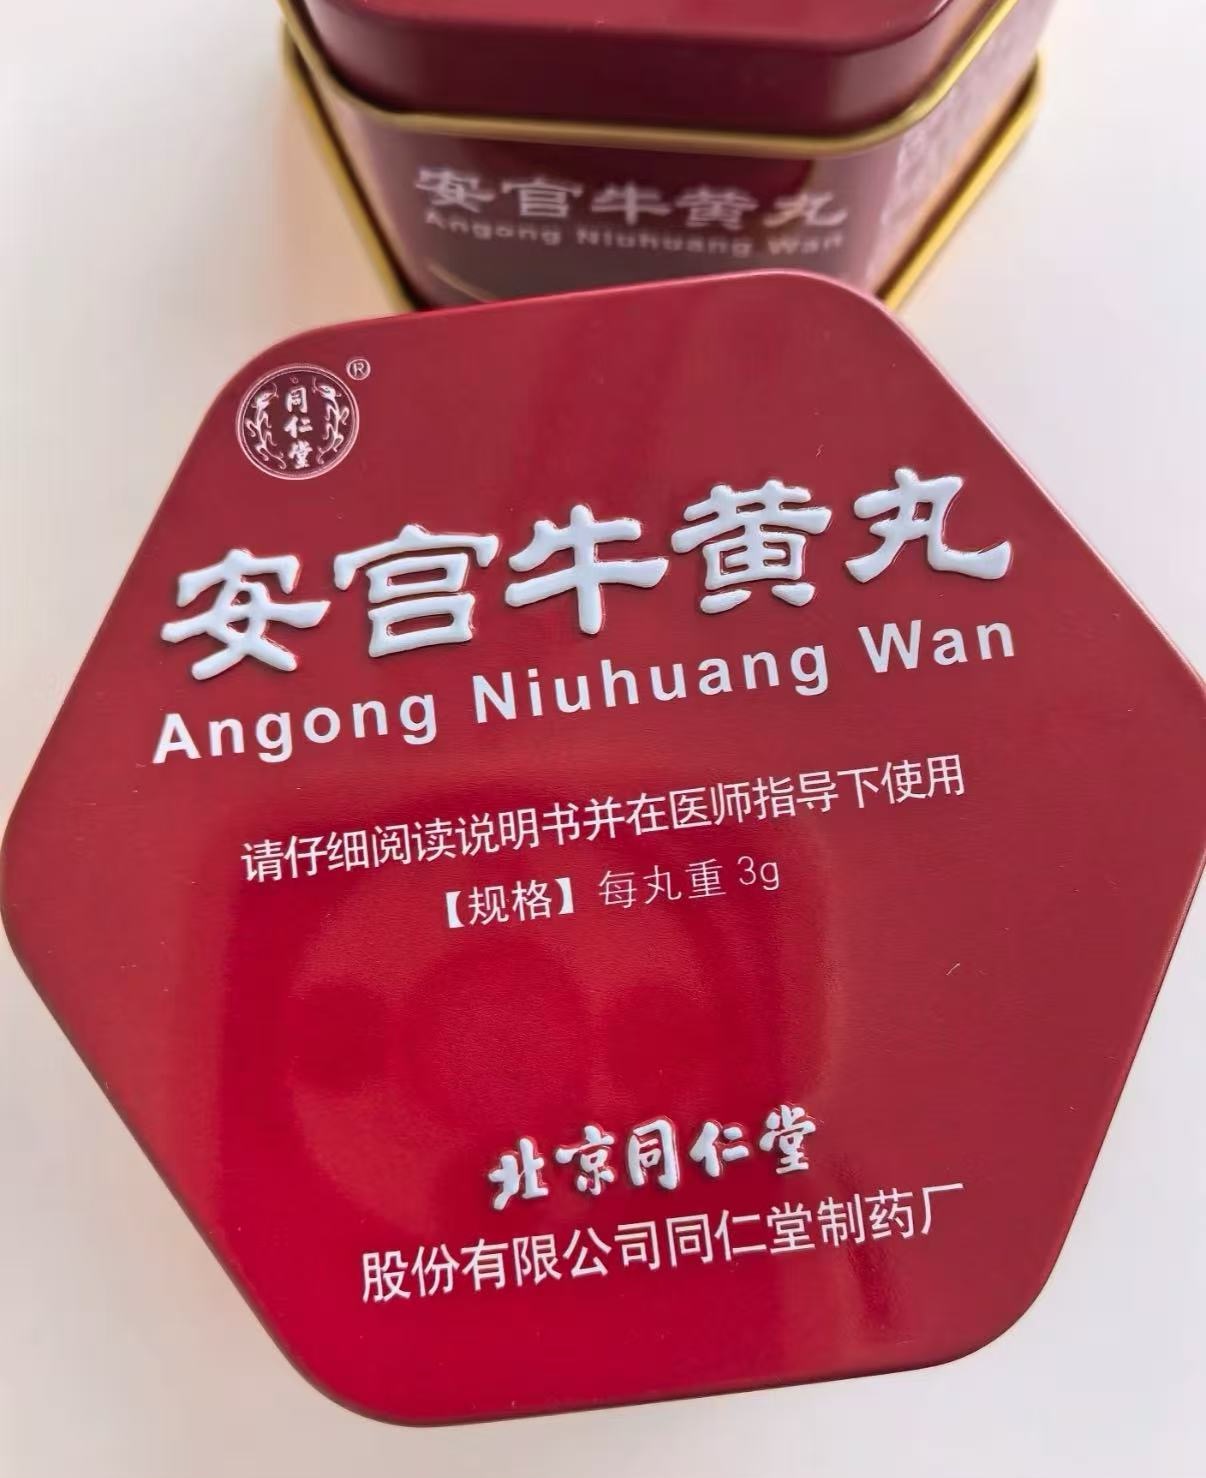 安宫牛黄丸
Angong Niuhuang Wan
®
同仁堂
安宫牛黄丸
Angong Niuhuang Wan
请仔细阅读说明书并在医师指导下使用
【规格】每丸重 3g
北京同仁堂
股份有限公司同仁堂制药厂